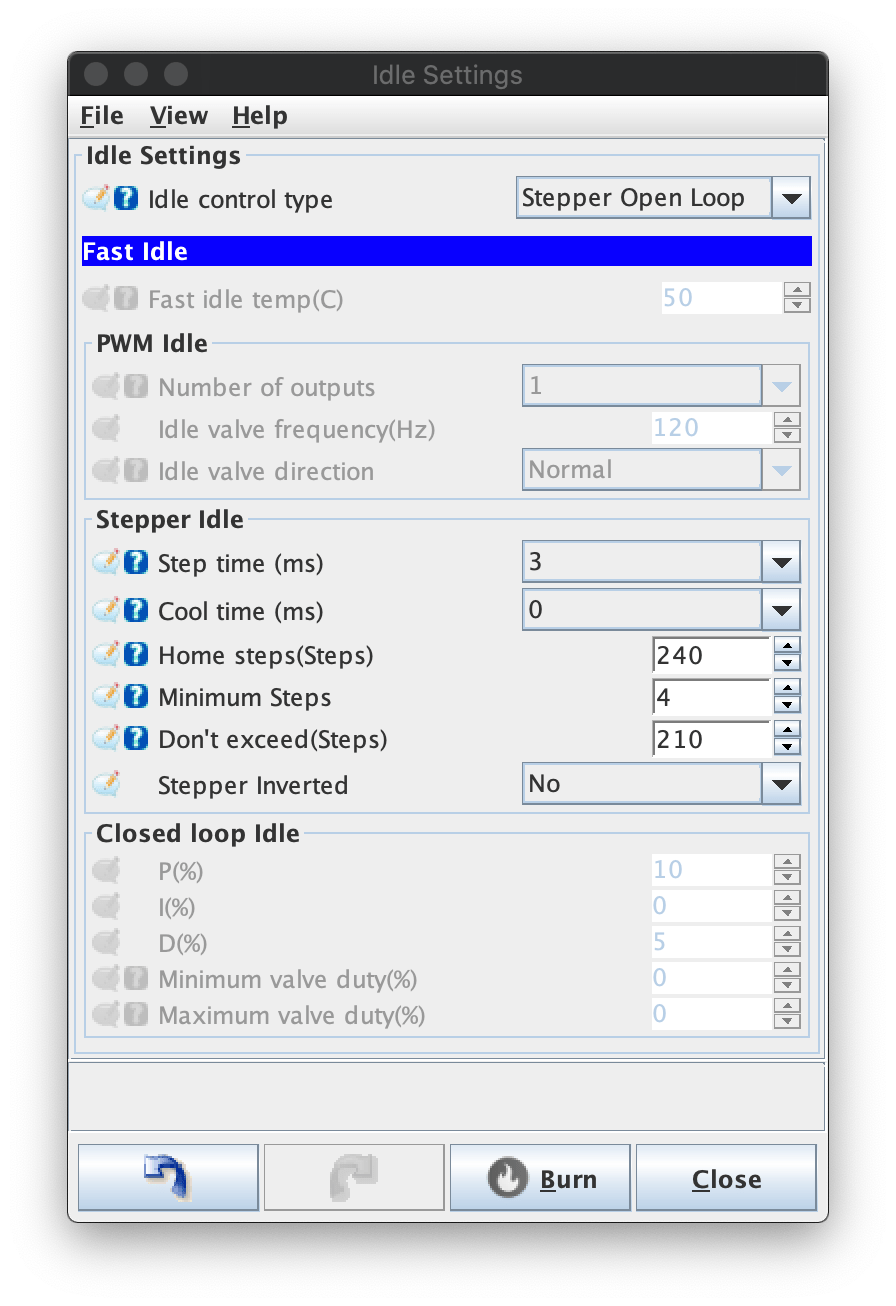 Idle Settings
File View Help
Idle Settings
? Idle control type Stepper Open Loop
Fast Idle
? Fast idle temp(C) 50
PWM Idle
? Number of outputs 1
Idle valve frequency(Hz) 120
? Idle valve direction Normal
Stepper Idle
? Step time (ms) 3
? Cool time (ms) 0
? Home steps(Steps) 240
? Minimum Steps 4
? Don't exceed(Steps) 210
Stepper Inverted No
Closed loop Idle
P(%) 10
I(%) 0
D(%) 5
? Minimum valve duty(%) 0
? Maximum valve duty(%) 0
Burn Close